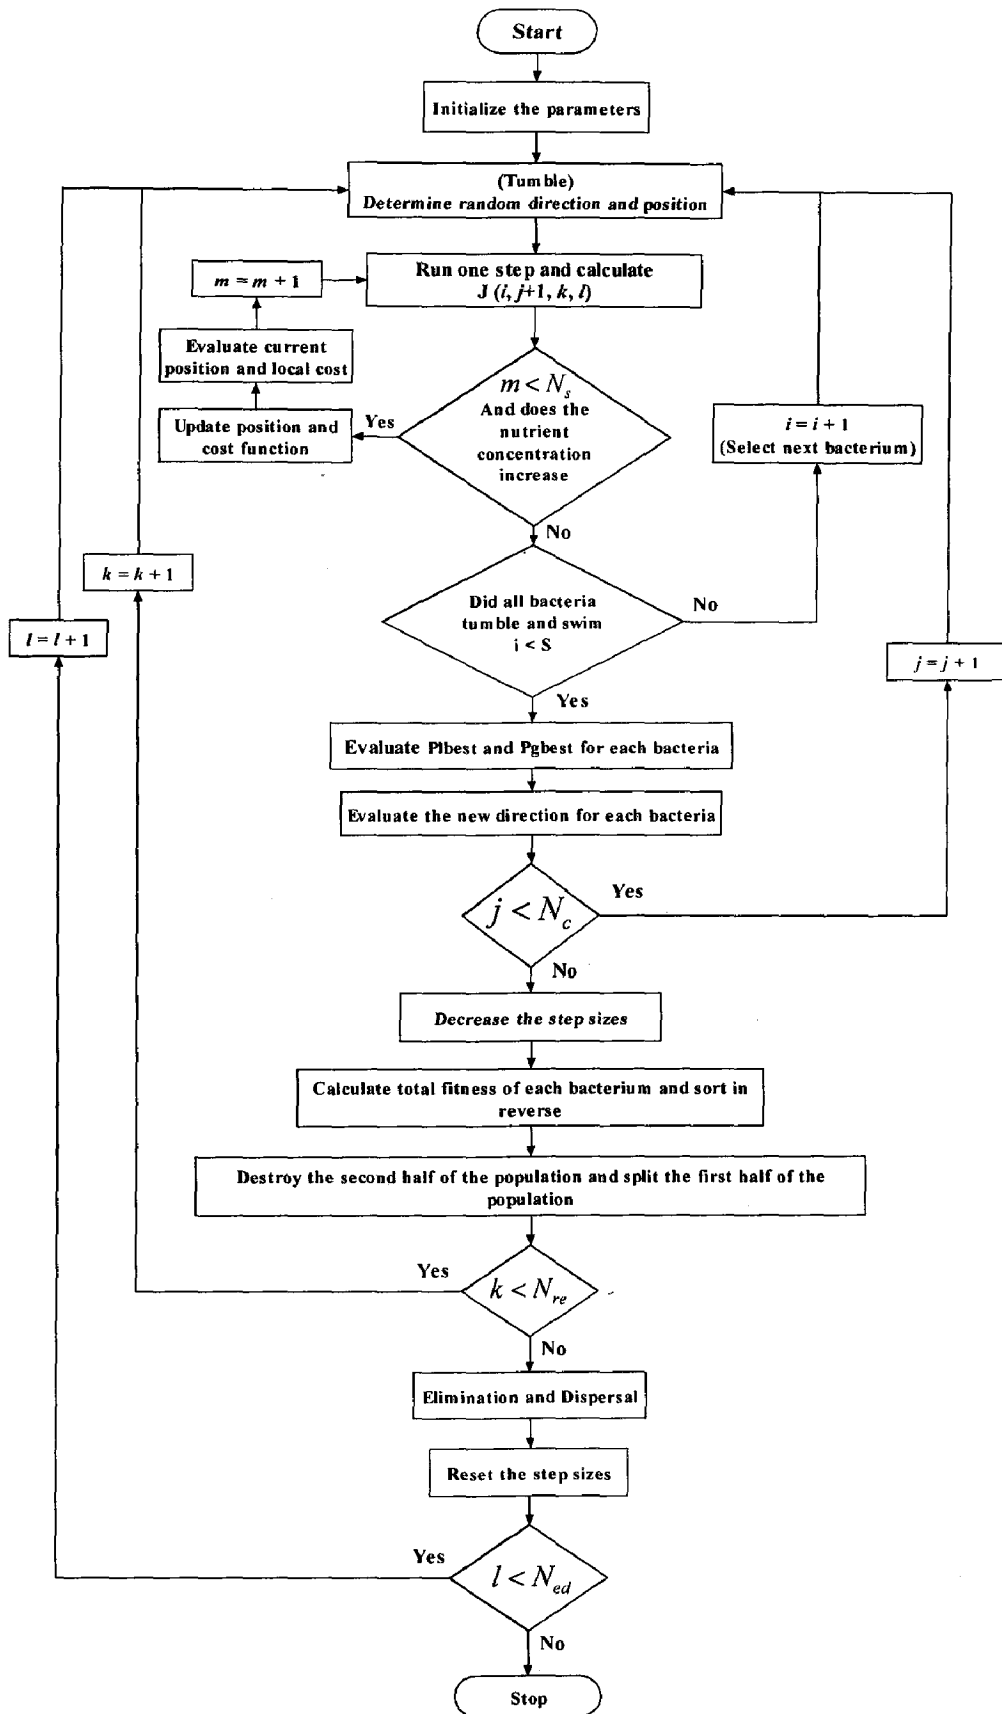 Start
Initialize the parameters
(Tumble)
Determine random direction and position
Run one step and calculate
J (i, j+1, k, l)
m = m + 1
Evaluate current
position and local cost
Update position and
cost function
Yes
m < N_s
And does the
nutrient
concentration
increase
i = i + 1
(Select next bacterium)
No
k = k + 1
Did all bacteria
tumble and swim
i < S
No
l = l + 1
j = j + 1
Yes
Evaluate Plbest and Pgbest for each bacteria
Evaluate the new direction for each bacteria
j < N_c
Yes
No
Decrease the step sizes
Calculate total fitness of each bacterium and sort in
reverse
Destroy the second half of the population and split the first half of the
population
Yes
k < N_re
No
Elimination and Dispersal
Reset the step sizes
Yes
l < N_ed
No
Stop